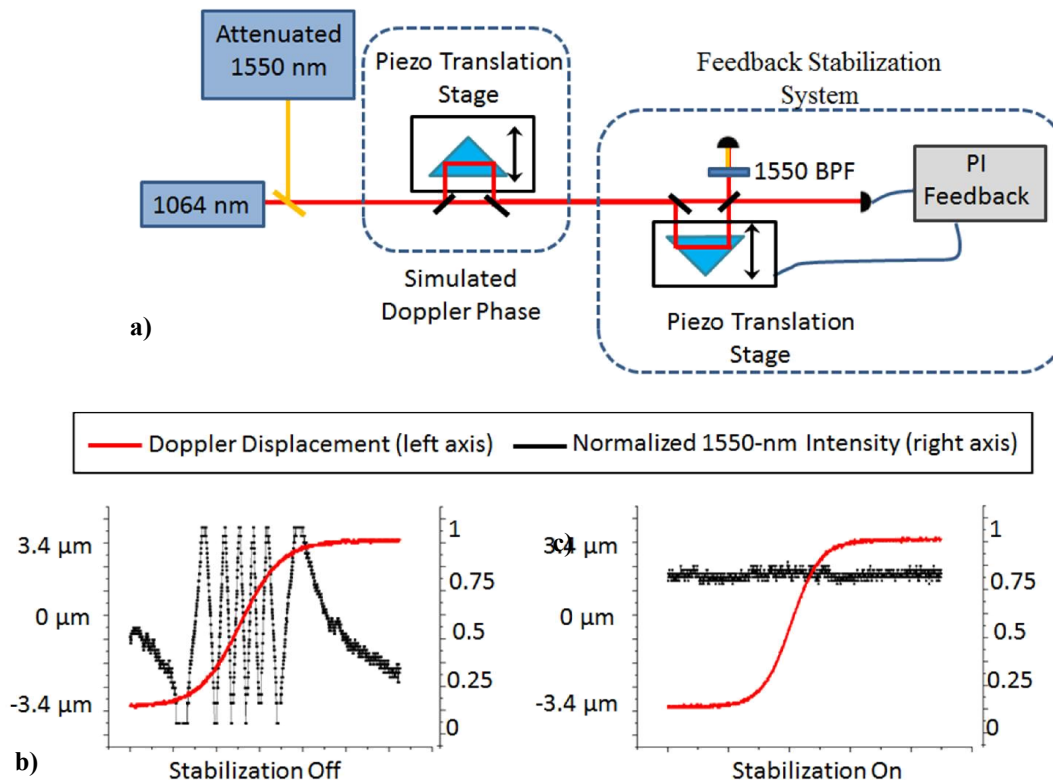 Attenuated
1550 nm
1064 nm
Piezo Translation
Stage
Simulated
Doppler Phase
Feedback Stabilization
System
1550 BPF
PI
Feedback
Piezo Translation
Stage
a)
Doppler Displacement (left axis)
Normalized 1550-nm Intensity (right axis)
3.4 µm
0 µm
-3.4 µm
1
0.75
0.5
0.25
0
Stabilization Off
b)
c)
3.4 µm
0 µm
-3.4 µm
1
0.75
0.5
0.25
0
Stabilization On